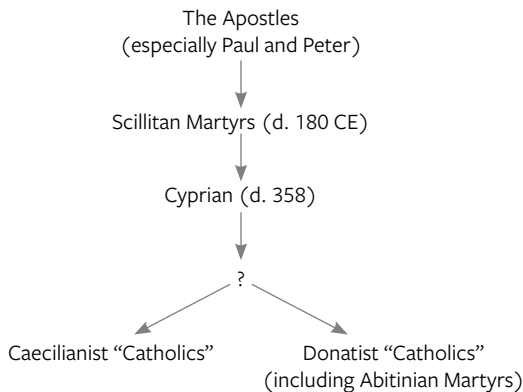 The Apostles
(especially Paul and Peter)
Scillitan Martyrs (d. 180 CE)
Cyprian (d. 358)
?
Caecilianist “Catholics”
Donatist “Catholics”
(including Abitinian Martyrs)